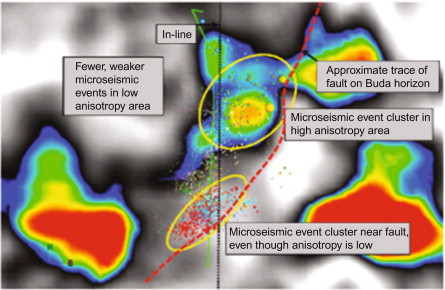 In-line
Fewer, weaker
microseismic
events in low
anisotropy area
Approximate trace of
fault on Buda horizon
Microseismic event cluster in
high anisotropy area
Microseismic event cluster near fault,
even though anisotropy is low